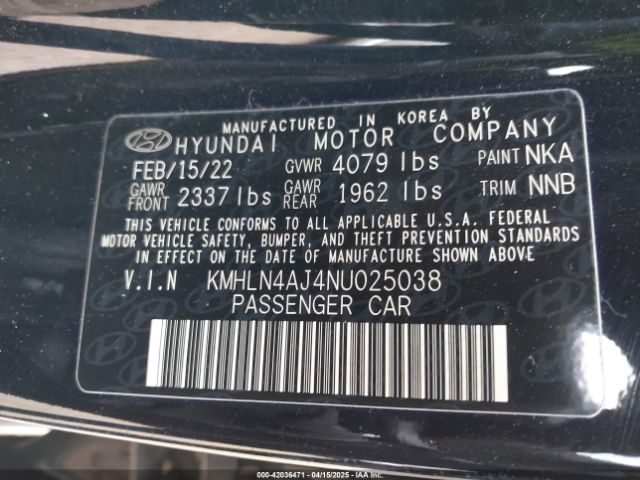 MANUFACTURED IN KOREA BY
HYUNDAI MOTOR COMPANY
FEB/15/22 GVWR 4079 lbs PAINT NKA
GAWR FRONT 2337 lbs GAWR REAR 1962 lbs TRIM NNB
THIS VEHICLE CONFORMS TO ALL APPLICABLE U.S.A. FEDERAL
MOTOR VEHICLE SAFETY, BUMPER, AND THEFT PREVENTION STANDARDS
IN EFFECT ON THE DATE OF MANUFACTURE SHOWN ABOVE.
V.I.N KMHLN4AJ4NU025038
PASSENGER CAR
000-42036471 - 04/15/2025 - IAAI.COM